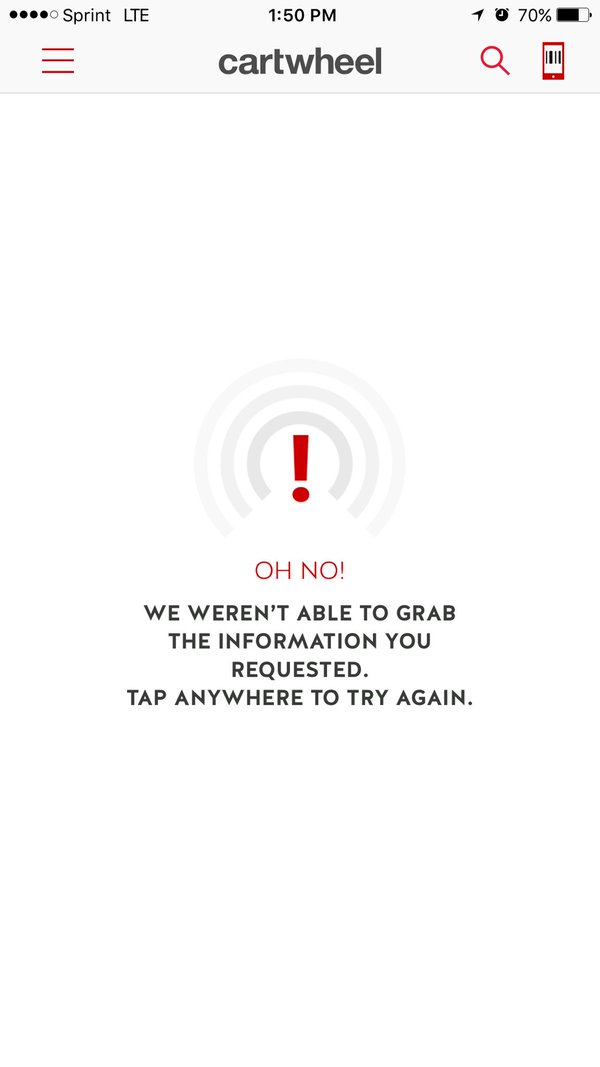 Sprint LTE 1:50 PM 70%
cartwheel
!
OH NO!
WE WEREN'T ABLE TO GRAB
THE INFORMATION YOU
REQUESTED.
TAP ANYWHERE TO TRY AGAIN.